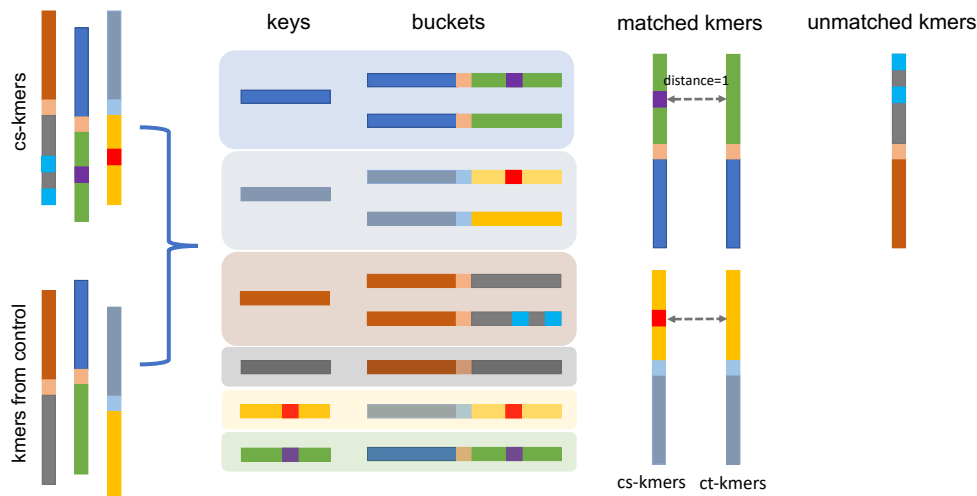 keys
buckets
matched kmers
unmatched kmers
cs-kmers
distance=1
kmers from control
cs-kmers
ct-kmers